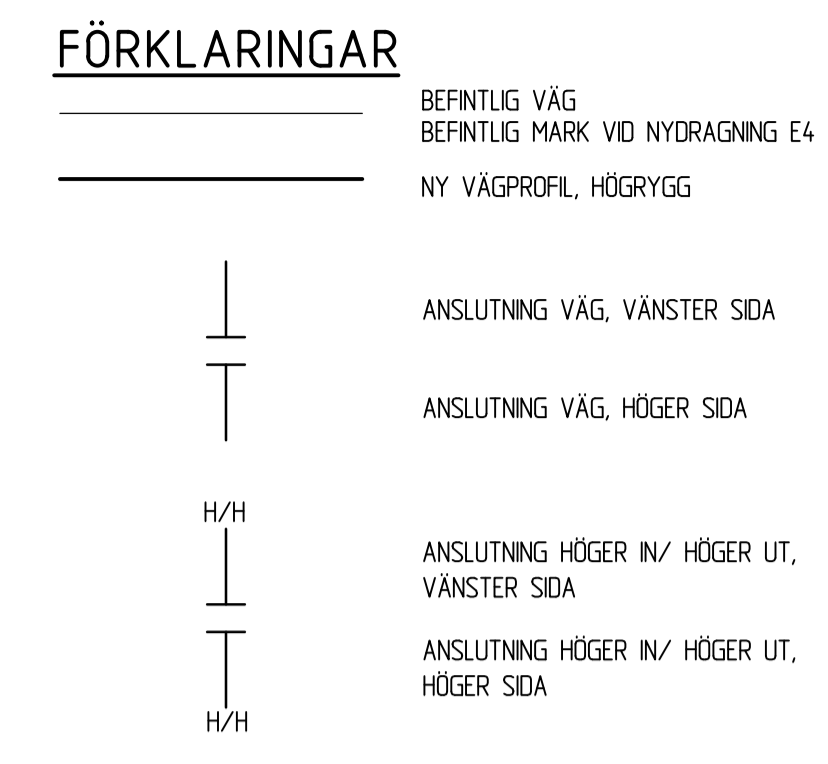 FÖRKLARINGAR
BEFINTLIG VÄG
BEFINTLIG MARK VID NYDRAGNING E4
NY VÄGPROFIL, HÖGRYGG
ANSLUTNING VÄG, VÄNSTER SIDA
ANSLUTNING VÄG, HÖGER SIDA
H/H
ANSLUTNING HÖGER IN/ HÖGER UT,
VÄNSTER SIDA
ANSLUTNING HÖGER IN/ HÖGER UT,
HÖGER SIDA
H/H